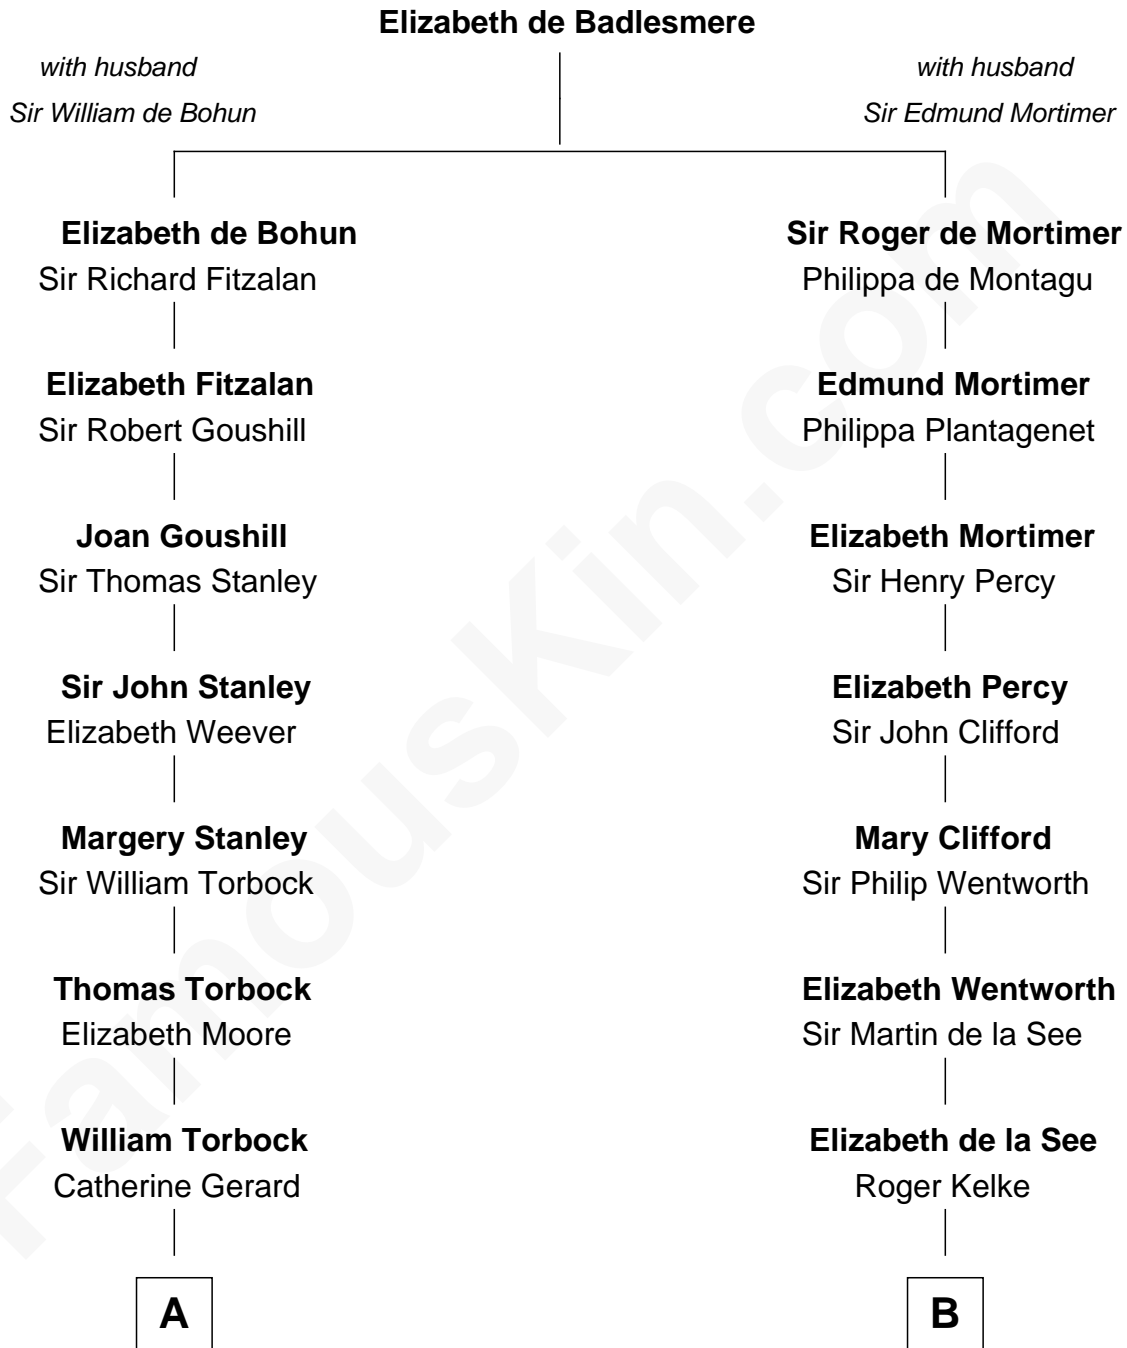 Elizabeth de Badlesmere
with husband
Sir William de Bohun
with husband
Sir Edmund Mortimer
Elizabeth de Bohun
Sir Richard Fitzalan
Sir Roger de Mortimer
Philippa de Montagu
Elizabeth Fitzalan
Sir Robert Goushill
Edmund Mortimer
Philippa Plantagenet
Joan Goushill
Sir Thomas Stanley
Elizabeth Mortimer
Sir Henry Percy
Sir John Stanley
Elizabeth Weever
Elizabeth Percy
Sir John Clifford
Margery Stanley
Sir William Torbock
Mary Clifford
Sir Philip Wentworth
Thomas Torbock
Elizabeth Moore
Elizabeth Wentworth
Sir Martin de la See
William Torbock
Catherine Gerard
Elizabeth de la See
Roger Kelke
A
B
FamousKin.com